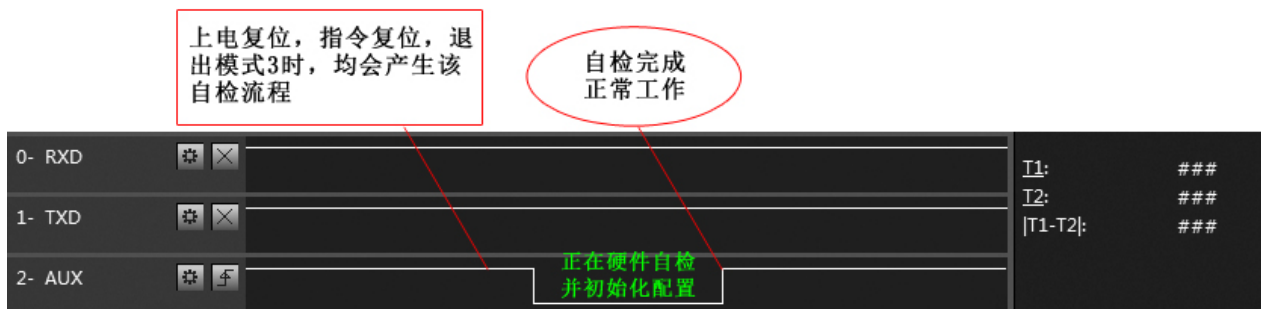 上电复位，指令复位，退
出模式3时，均会产生该
自检流程
自检完成
正常工作
0- RXD
T1: ###
T2: ###
1- TXD
|T1-T2|: ###
正在硬件自检
2- AUX
并初始化配置